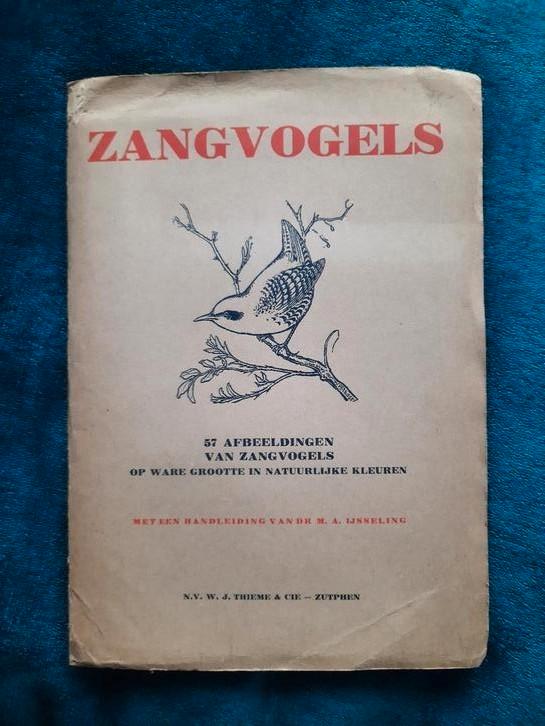 ZANGVOGELS
57 AFBEELDINGEN
VAN ZANGVOGELS
OP WARE GROOTTE IN NATUURLIJKE KLEUREN
MET EEN HANDLEIDING VAN DR M. A. IJSSELING
N.V. W. J. THIEME & CIE — ZUTPHEN